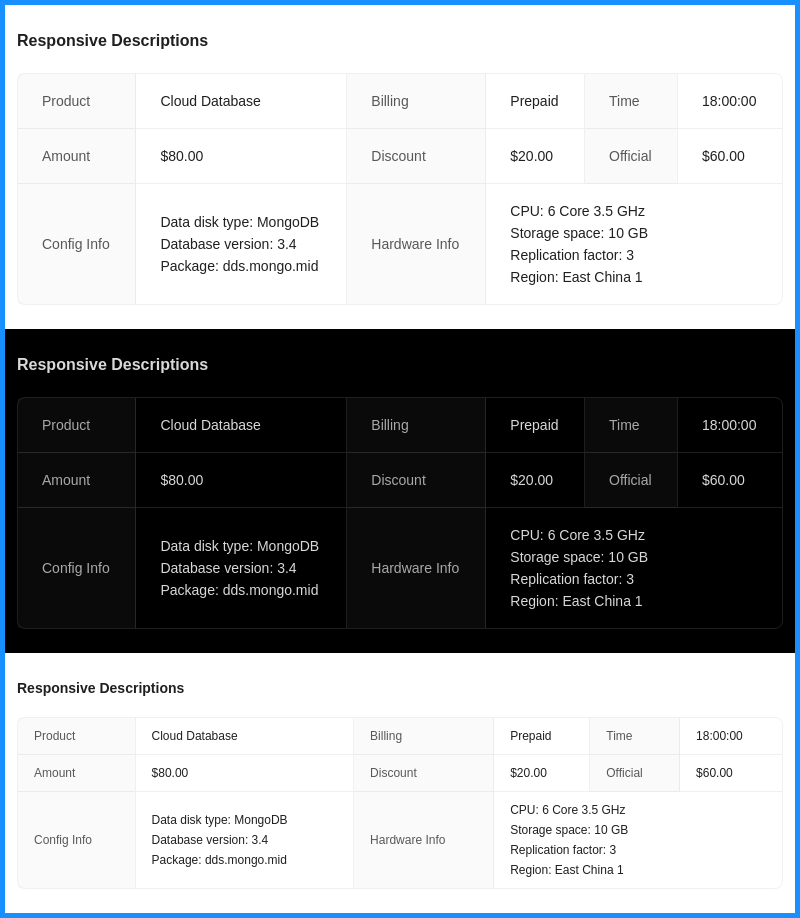 Responsive Descriptions
Product Cloud Database Billing Prepaid Time 18:00:00
Amount $80.00 Discount $20.00 Official $60.00
Config Info
Data disk type: MongoDB
Database version: 3.4
Package: dds.mongo.mid
Hardware Info
CPU: 6 Core 3.5 GHz
Storage space: 10 GB
Replication factor: 3
Region: East China 1
Responsive Descriptions
Product Cloud Database Billing Prepaid Time 18:00:00
Amount $80.00 Discount $20.00 Official $60.00
Config Info
Data disk type: MongoDB
Database version: 3.4
Package: dds.mongo.mid
Hardware Info
CPU: 6 Core 3.5 GHz
Storage space: 10 GB
Replication factor: 3
Region: East China 1
Responsive Descriptions
Product Cloud Database Billing Prepaid Time 18:00:00
Amount $80.00 Discount $20.00 Official $60.00
Config Info
Data disk type: MongoDB
Database version: 3.4
Package: dds.mongo.mid
Hardware Info
CPU: 6 Core 3.5 GHz
Storage space: 10 GB
Replication factor: 3
Region: East China 1